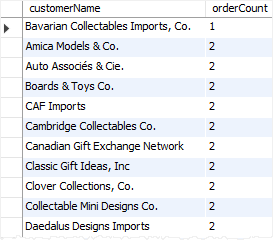 customerName orderCount
Bavarian Collectables Imports, Co. 1
Amica Models & Co. 2
Auto Associés & Cie. 2
Boards & Toys Co. 2
CAF Imports 2
Cambridge Collectables Co. 2
Canadian Gift Exchange Network 2
Classic Gift Ideas, Inc 2
Clover Collections, Co. 2
Collectable Mini Designs Co. 2
Daedalus Designs Imports 2